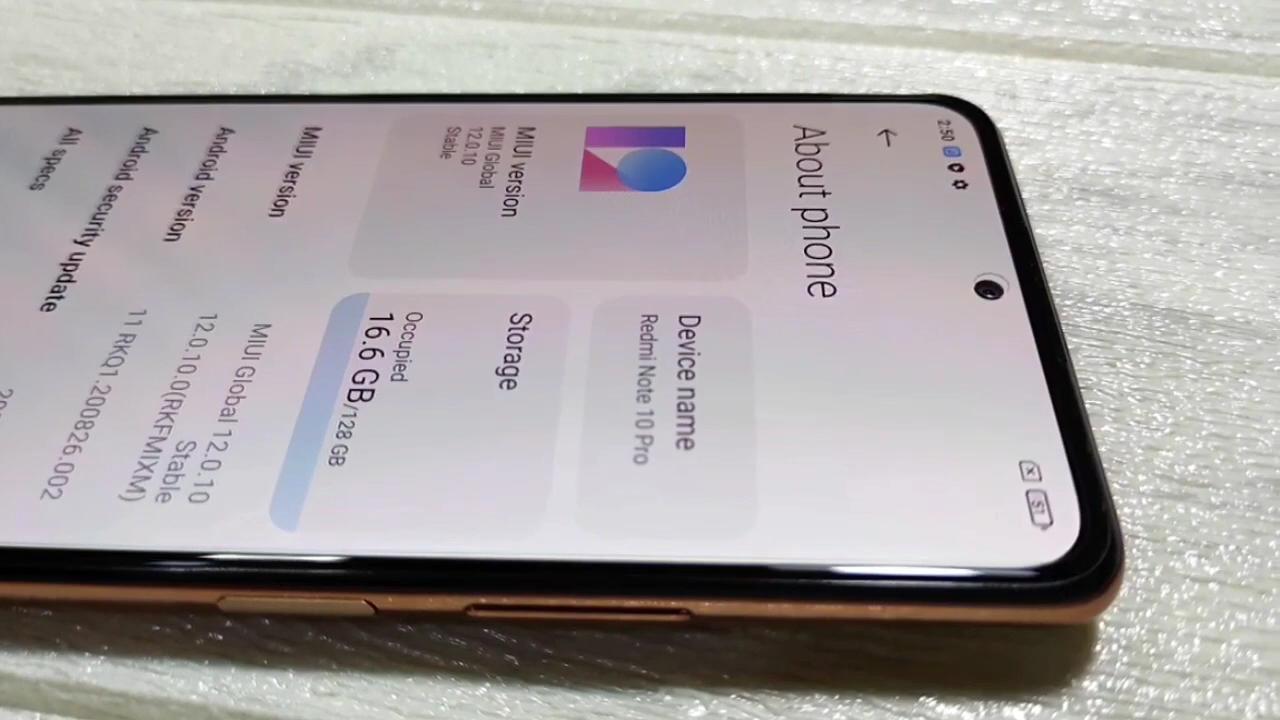 2:50
51
About phone
Device name
Redmi Note 10 Pro
MIUI version
MIUI Global
12.0.10
Stable
Storage
Occupied
16.6 GB/128 GB
MIUI version
MIUI Global 12.0.10
Stable
12.0.10.0(RKFMIXM)
Android version
11 RKQ1.200826.002
Android security update
All specs